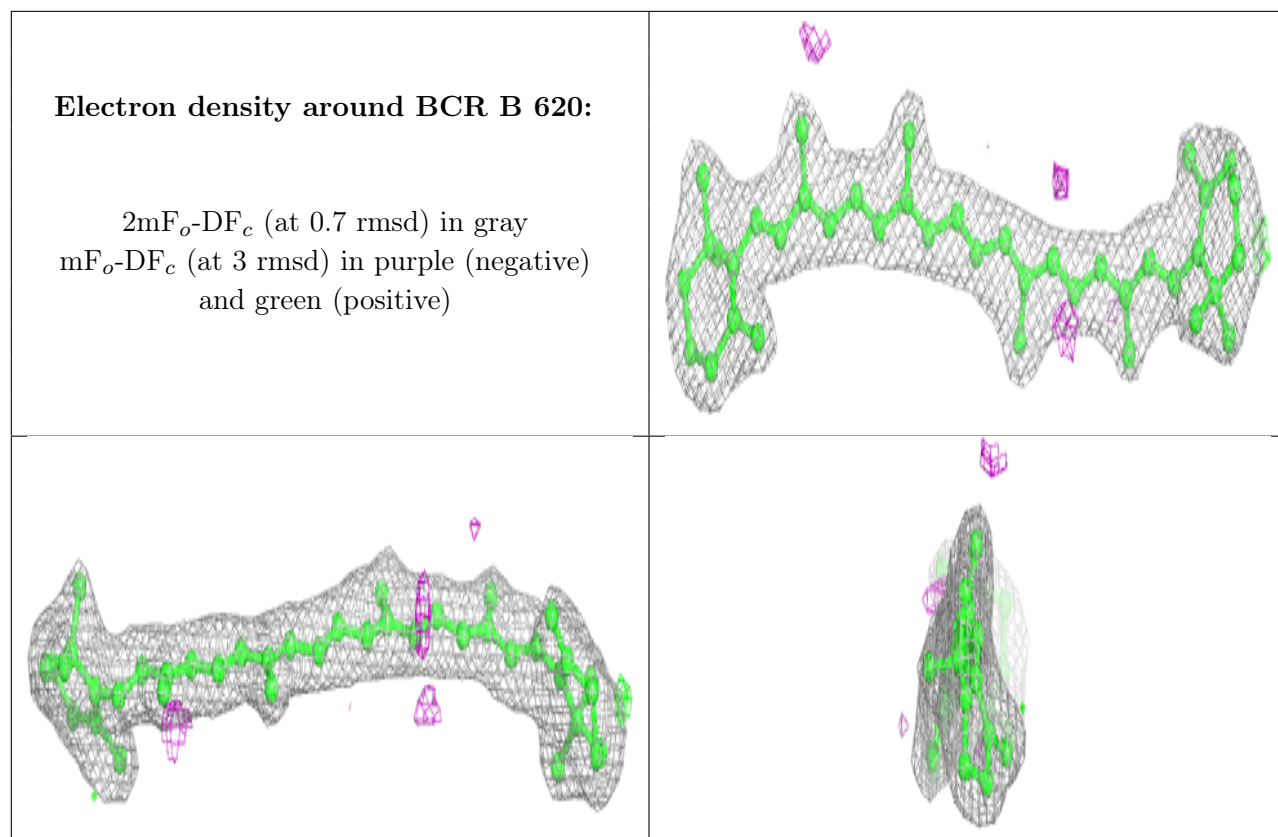 Electron density around BCR B 620:
2mFₒ-DF𝒸 (at 0.7 rmsd) in gray
mFₒ-DF𝒸 (at 3 rmsd) in purple (negative)
and green (positive)